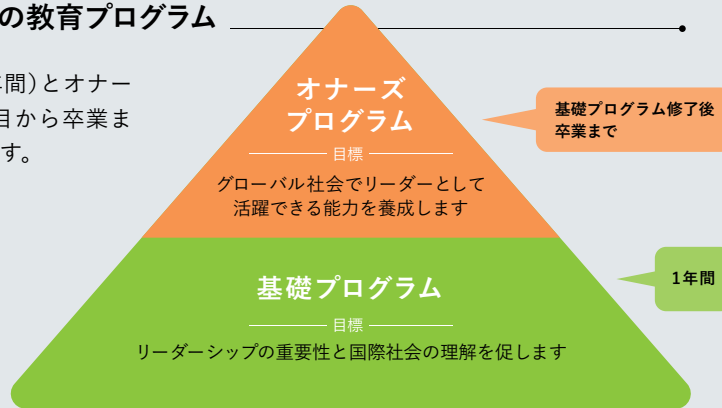 の教育プログラム
間)とオナー
目から卒業ま
す。
オナーズ
プログラム
目標
グローバル社会でリーダーとして
活躍できる能力を養成します
基礎プログラム修了後
卒業まで
基礎プログラム
目標
リーダーシップの重要性と国際社会の理解を促します
1年間